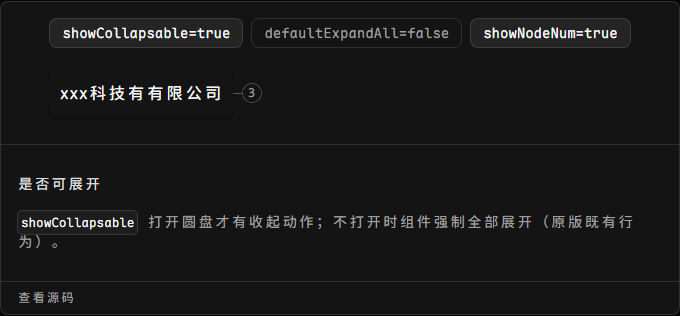 showCollapsable=true defaultExpandAll=false showNodeNum=true
xxx科技有有限公司 3
是否可展开
showCollapsable 打开圆盘才有收起动作；不打开时组件强制全部展开（原版既有行
为）。
查看源码